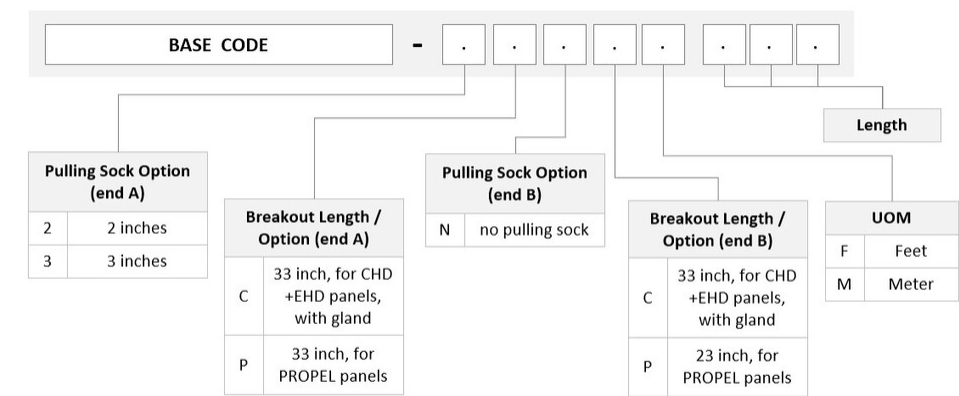 BASE CODE - . . . . . . . .
Length
Pulling Sock Option
(end A)
2 2 inches
3 3 inches
Breakout Length /
Option (end A)
C 33 inch, for CHD
+EHD panels,
with gland
P 33 inch, for
PROPEL panels
Pulling Sock Option
(end B)
N no pulling sock
Breakout Length /
Option (end B)
C 33 inch, for CHD
+EHD panels,
with gland
P 23 inch, for
PROPEL panels
UOM
F Feet
M Meter